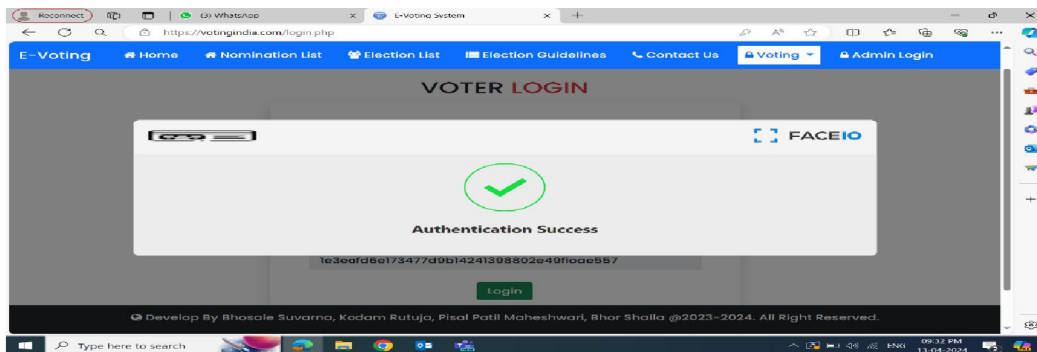 Reconnect
(3) WhatsApp
E-Voting System
https://votingindia.com/login.php
E-Voting
Home
Nomination List
Election List
Election Guidelines
Contact Us
Voting
Admin Login
VOTER LOGIN
FACEIO
Authentication Success
Login
Develop By Bhosale Suvarna, Kadam Rutuja, Pisal Patil Maheshwari, Bhor Shaila @2023-2024. All Right Reserved.
Type here to search
ENG
09:32 PM
13-04-2024